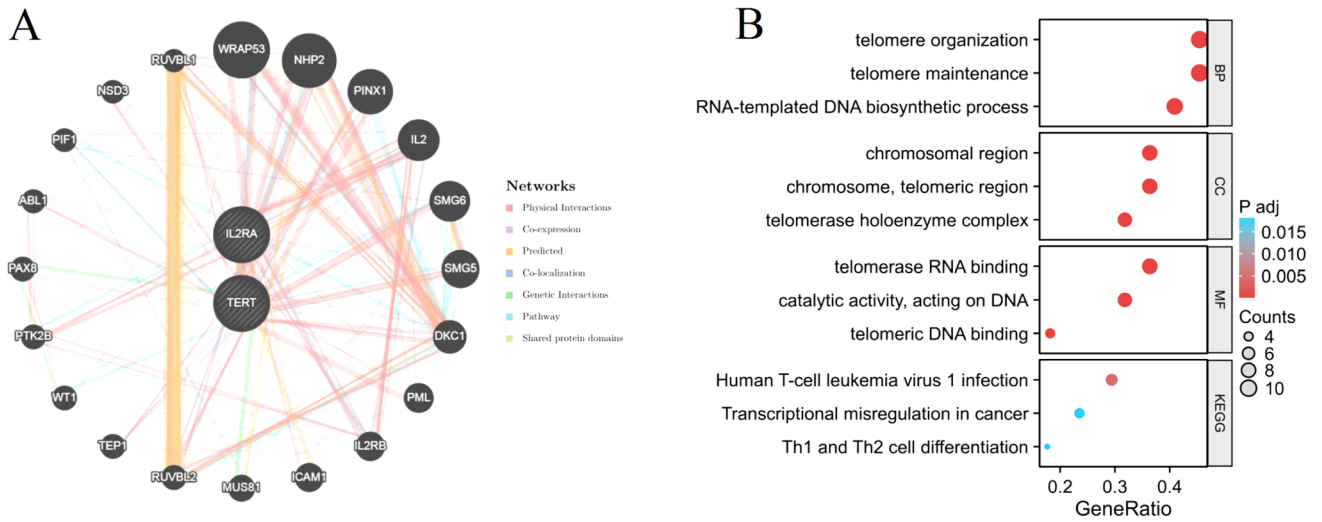 A
WRAP53
NHP2
RUVBL1
NSD3
PINX1
PIF1
IL2
ABL1
SMG6
IL2RA
PAX8
SMG5
TERT
PTK2B
DKC1
WT1
PML
TEP1
IL2RB
RUVBL2
MUS81
ICAM1
Networks
Physical Interactions
Co-expression
Predicted
Co-localization
Genetic Interactions
Pathway
Shared protein domains
B
telomere organization
telomere maintenance
RNA-templated DNA biosynthetic process
BP
chromosomal region
chromosome, telomeric region
telomerase holoenzyme complex
CC
telomerase RNA binding
catalytic activity, acting on DNA
telomeric DNA binding
MF
Human T-cell leukemia virus 1 infection
Transcriptional misregulation in cancer
Th1 and Th2 cell differentiation
KEGG
0.2 0.3 0.4
GeneRatio
P adj
0.015
0.010
0.005
Counts
4
6
8
10